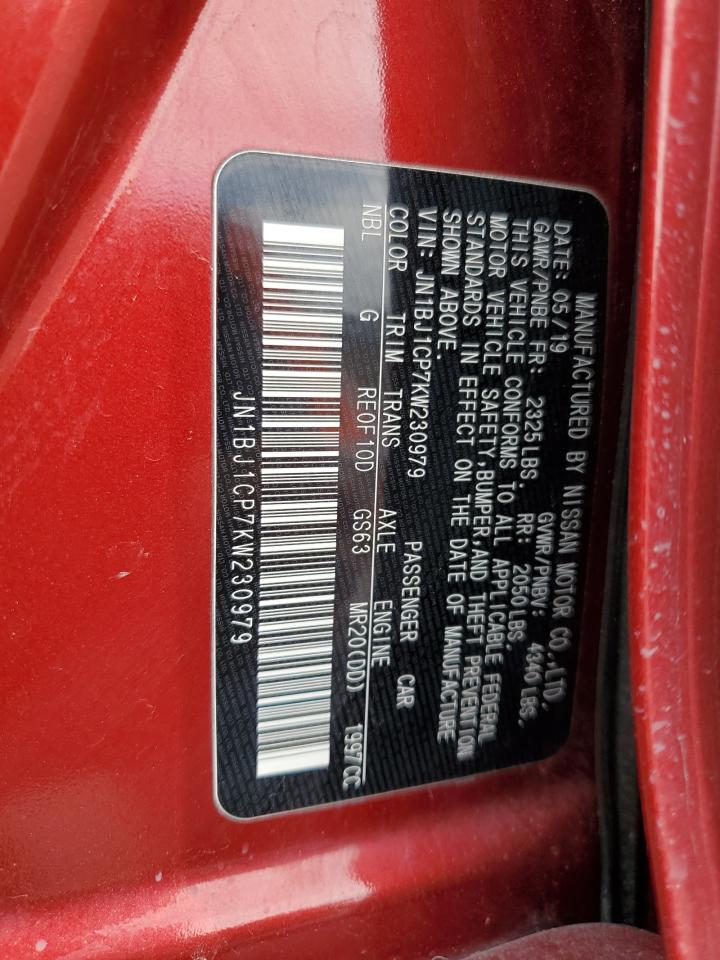 MANUFACTURED BY NISSAN MOTOR CO.,LTD.
DATE: 05/19 GVWR/PNBV: 4340 LBS,
GAWR/PNBE FR: 2325LBS. RR: 2050LBS.
THIS VEHICLE CONFORMS TO ALL APPLICABLE FEDERAL
MOTOR VEHICLE SAFETY,BUMPER,AND THEFT PREVENTION
STANDARDS IN EFFECT ON THE DATE OF MANUFACTURE
SHOWN ABOVE.
VIN: JN1BJ1CP7KW230979 PASSENGER CAR
COLOR TRIM TRANS AXLE ENGINE
NBL G RE0F10D GS63 MR20(DD) 1997CC
JN1BJ1CP7KW230979